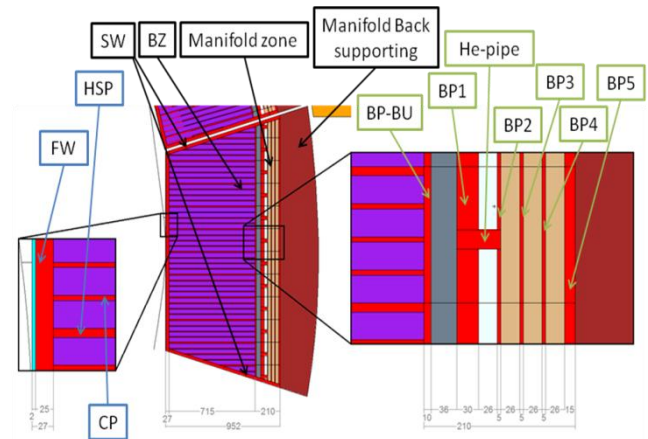 SW
BZ
Manifold zone
Manifold Back
supporting
He-pipe
HSP
BP1
BP3
BP5
BP-BU
BP2
BP4
FW
CP
25
2
27
27
715
210
952
10
36
30
26
5
26
5
26
5
26
15
210